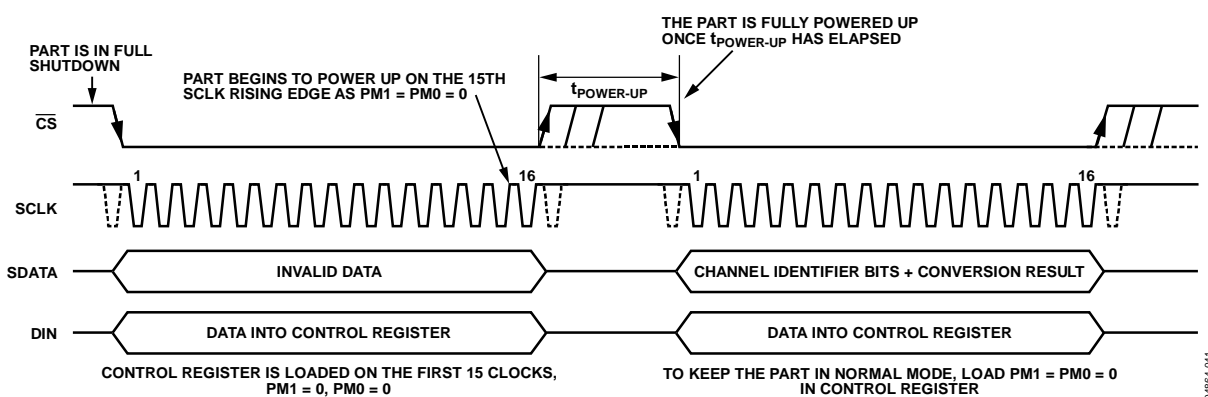 THE PART IS FULLY POWERED UP
ONCE tPOWER-UP HAS ELAPSED
PART IS IN FULL
SHUTDOWN
PART BEGINS TO POWER UP ON THE 15TH
SCLK RISING EDGE AS PM1 = PM0 = 0
tPOWER-UP
CS
1 16 1 16
SCLK
SDATA INVALID DATA CHANNEL IDENTIFIER BITS + CONVERSION RESULT
DIN DATA INTO CONTROL REGISTER DATA INTO CONTROL REGISTER
CONTROL REGISTER IS LOADED ON THE FIRST 15 CLOCKS,
PM1 = 0, PM0 = 0
TO KEEP THE PART IN NORMAL MODE, LOAD PM1 = PM0 = 0
IN CONTROL REGISTER